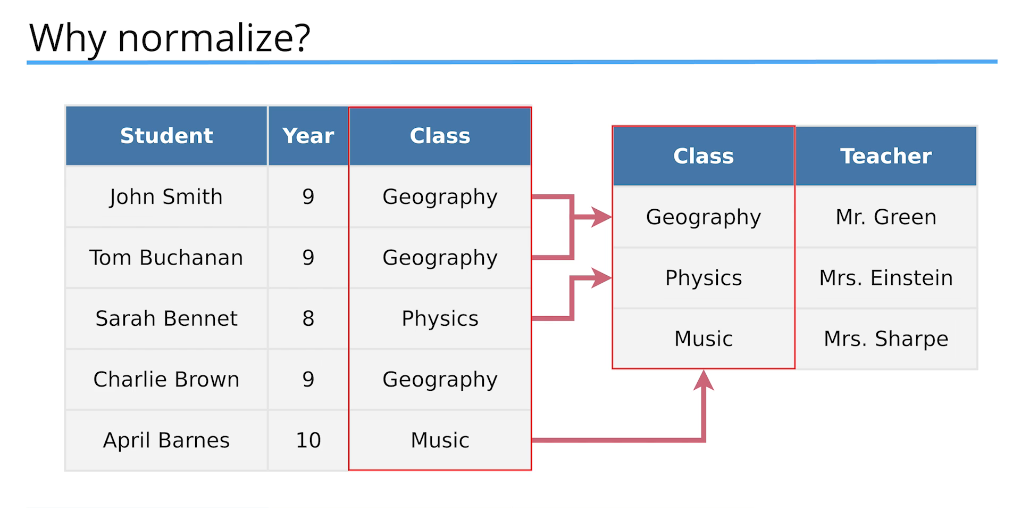 Why normalize?
Student Year Class
John Smith 9 Geography
Tom Buchanan 9 Geography
Sarah Bennet 8 Physics
Charlie Brown 9 Geography
April Barnes 10 Music
Class Teacher
Geography Mr. Green
Physics Mrs. Einstein
Music Mrs. Sharpe